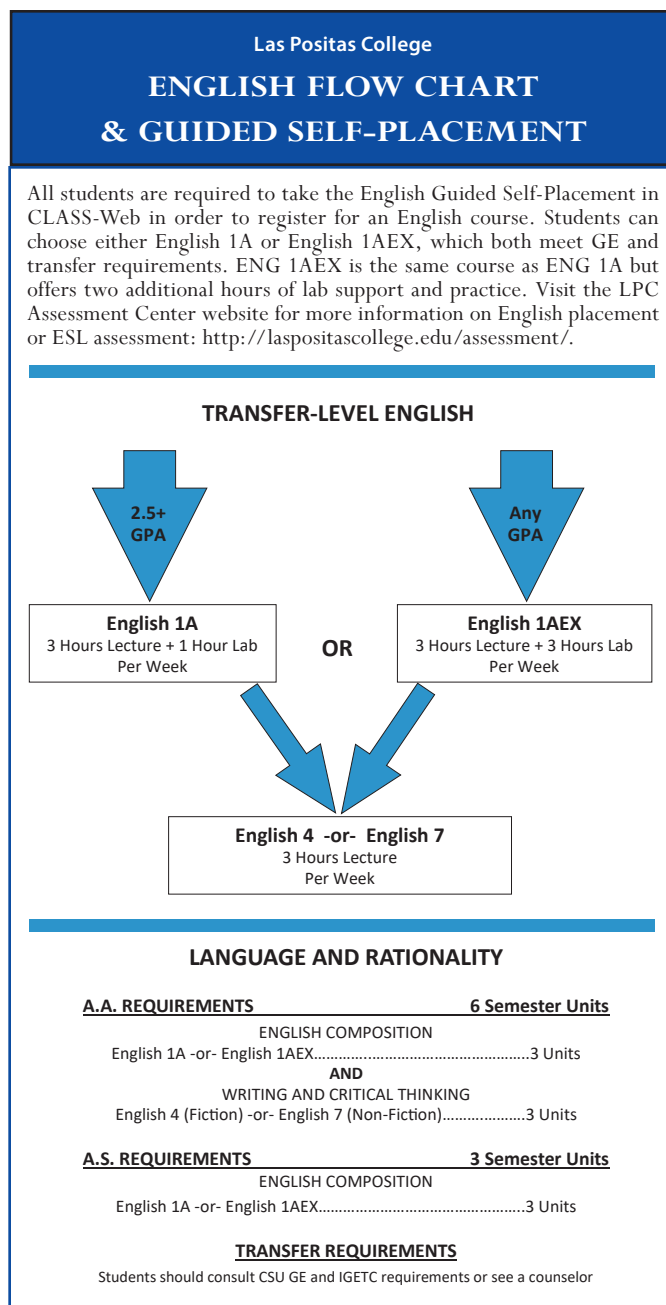 Las Positas College
ENGLISH FLOW CHART
& GUIDED SELF-PLACEMENT
All students are required to take the English Guided Self-Placement in
CLASS-Web in order to register for an English course. Students can
choose either English 1A or English 1AEX, which both meet GE and
transfer requirements. ENG 1AEX is the same course as ENG 1A but
offers two additional hours of lab support and practice. Visit the LPC
Assessment Center website for more information on English placement
or ESL assessment: http://laspositascollege.edu/assessment/.
TRANSFER-LEVEL ENGLISH
2.5+
GPA
Any
GPA
English 1A
3 Hours Lecture + 1 Hour Lab
Per Week
OR
English 1AEX
3 Hours Lecture + 3 Hours Lab
Per Week
English 4 -or- English 7
3 Hours Lecture
Per Week
LANGUAGE AND RATIONALITY
A.A. REQUIREMENTS 6 Semester Units
ENGLISH COMPOSITION
English 1A -or- English 1AEX……………………………………………..3 Units
AND
WRITING AND CRITICAL THINKING
English 4 (Fiction) -or- English 7 (Non-Fiction)…………………3 Units
A.S. REQUIREMENTS 3 Semester Units
ENGLISH COMPOSITION
English 1A -or- English 1AEX……………………………………………..3 Units
TRANSFER REQUIREMENTS
Students should consult CSU GE and IGETC requirements or see a counselor